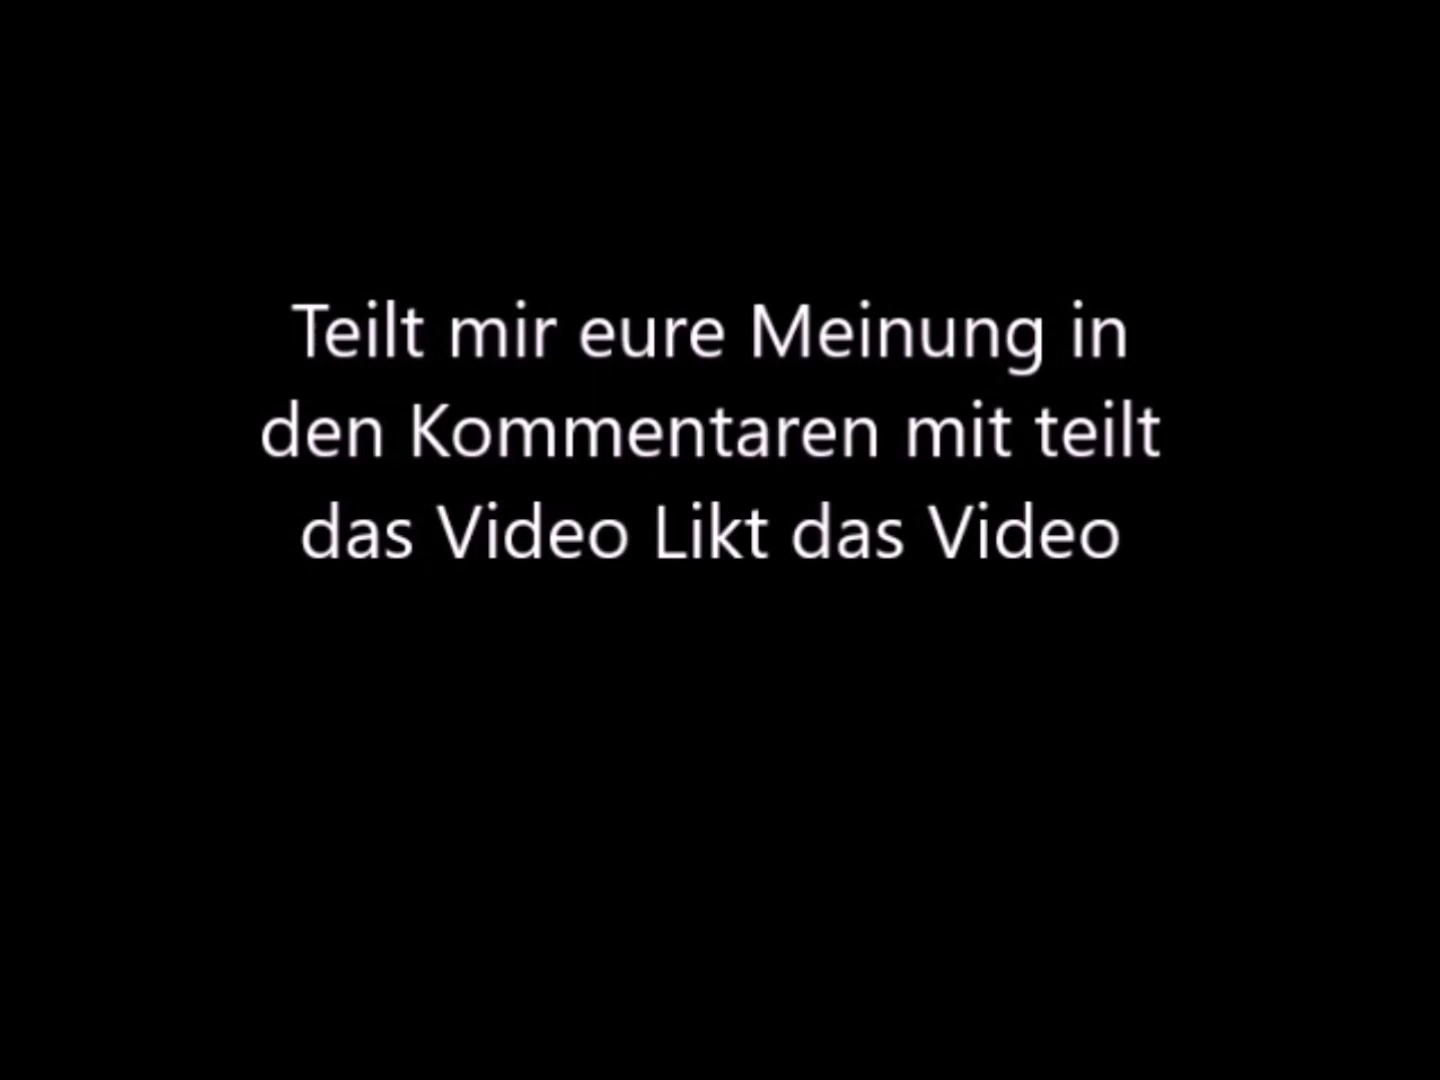 Teilt mir eure Meinung in
den Kommentaren mit teilt
das Video Likt das Video